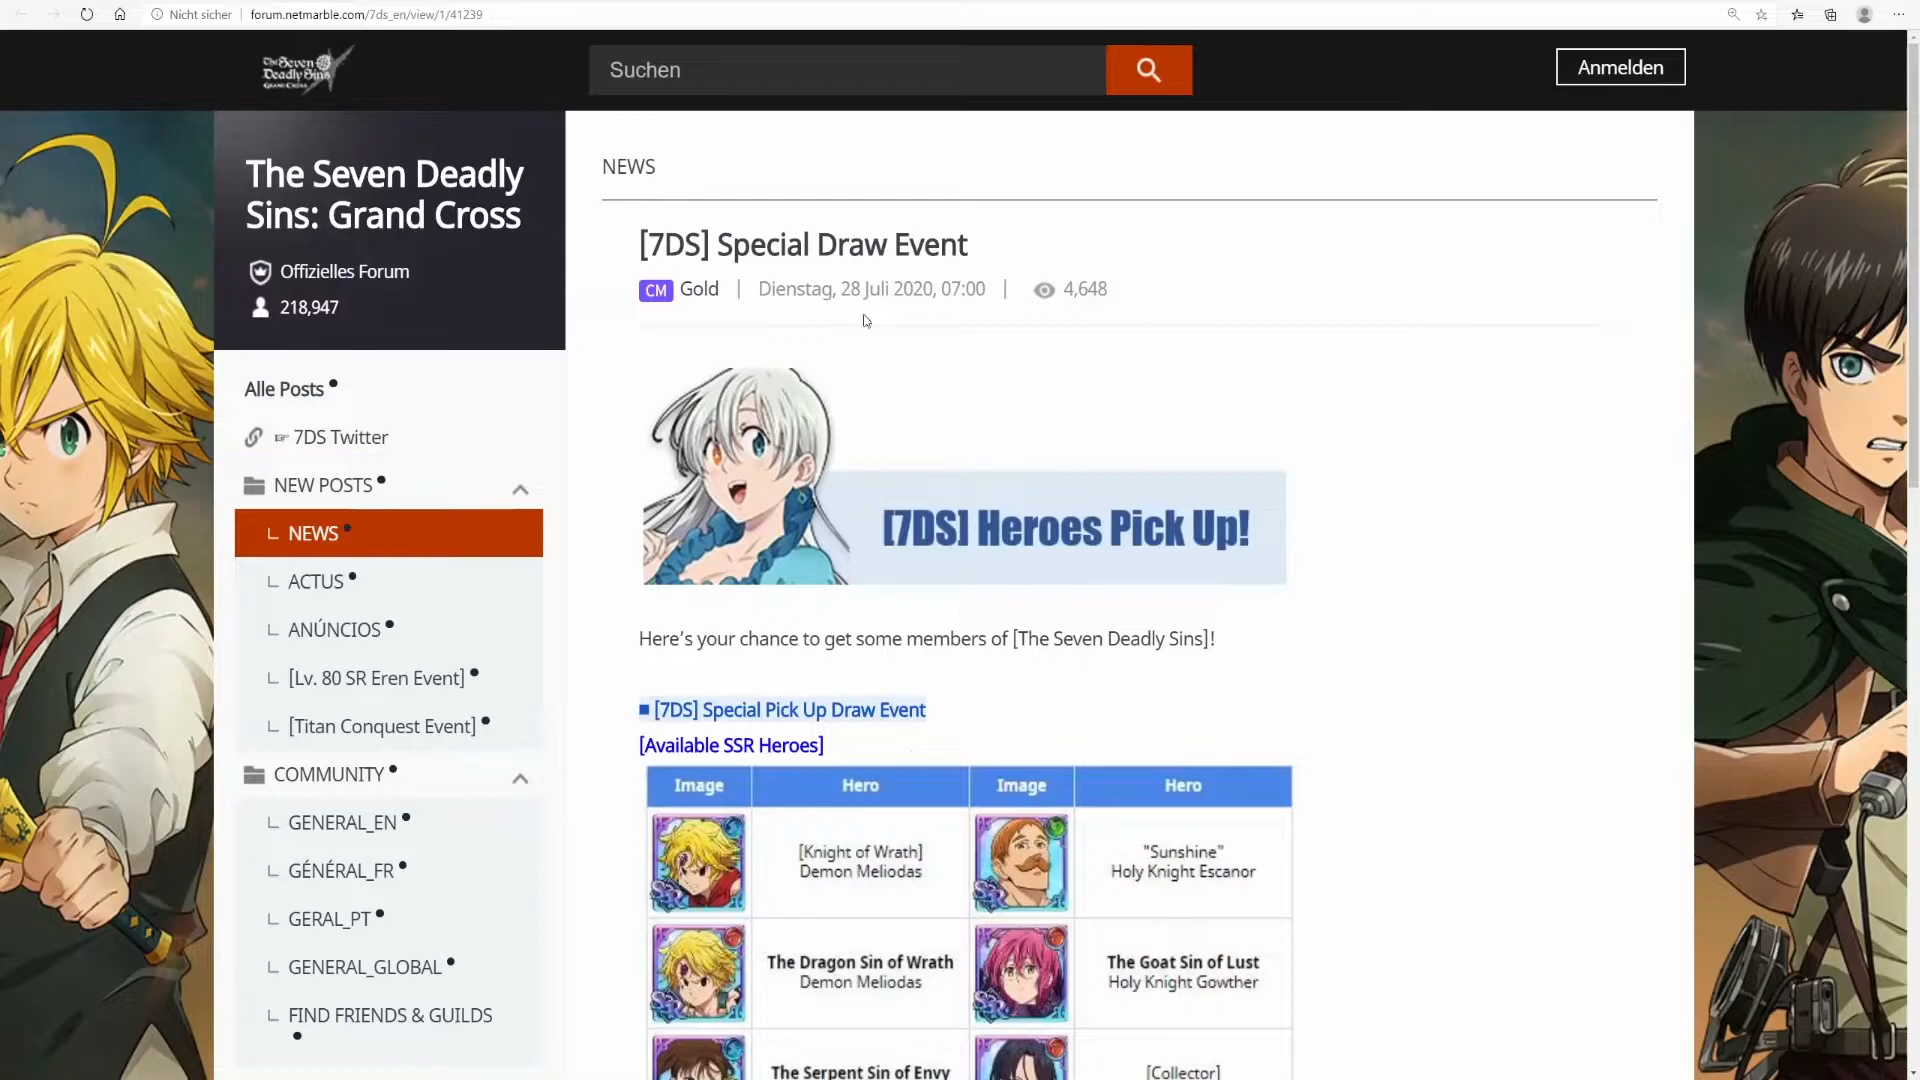 Nicht sicher
forum.netmarble.com/7ds_en/view/1/41239
The Seven
Deadly Sins
GRAND CROSS
Suchen
Anmelden
The Seven Deadly
Sins: Grand Cross
Offizielles Forum
218,947
Alle Posts
☞ 7DS Twitter
NEW POSTS
NEWS
ACTUS
ANÚNCIOS
[Lv. 80 SR Eren Event]
[Titan Conquest Event]
COMMUNITY
GENERAL_EN
GÉNÉRAL_FR
GERAL_PT
GENERAL_GLOBAL
FIND FRIENDS & GUILDS
NEWS
[7DS] Special Draw Event
CM Gold | Dienstag, 28 Juli 2020, 07:00 | 4,648
[7DS] Heroes Pick Up!
Here’s your chance to get some members of [The Seven Deadly Sins]!
■ [7DS] Special Pick Up Draw Event
[Available SSR Heroes]
Image Hero Image Hero
[Knight of Wrath]
Demon Meliodas
"Sunshine"
Holy Knight Escanor
The Dragon Sin of Wrath
Demon Meliodas
The Goat Sin of Lust
Holy Knight Gowther
The Serpent Sin of Envy
[Collector]